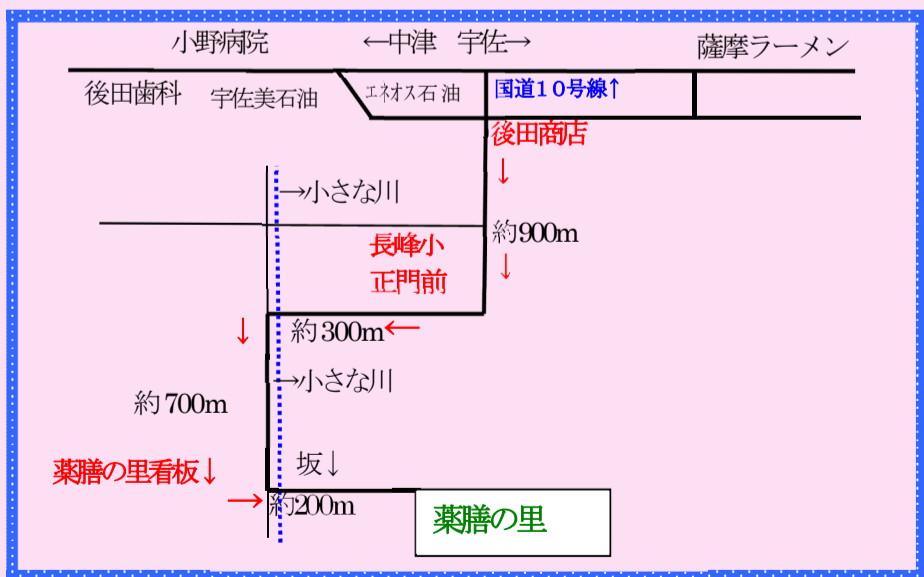 小野病院 ←中津 宇佐→ 薩摩ラーメン
後田歯科 宇佐美石油 エネオス石油 国道10号線↑
後田商店
↓
→小さな川
約900m
長峰小
正門前
↓
↓ 約300m←
→小さな川
約700m
薬膳の里看板↓ 坂↓
→ 約200m
薬膳の里